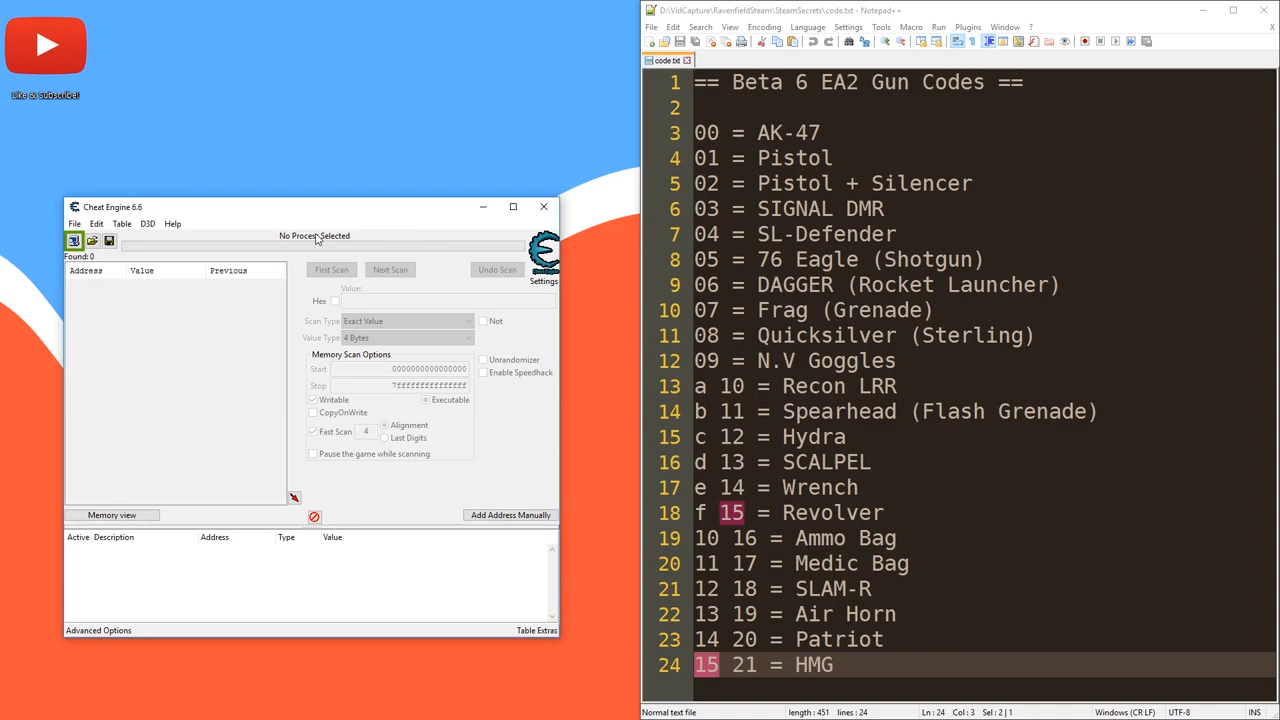 Like & Subscribe!
Cheat Engine 6.6
File Edit Table D3D Help
No Process Selected
Found: 0
Address Value Previous
First Scan Next Scan Undo Scan
Settings
Value:
Hex
Scan Type Exact Value Not
Value Type 4 Bytes
Memory Scan Options
Start 0000000000000000
Stop 7fffffffffffffff
Unrandomizer
Enable Speedhack
Writable Executable
CopyOnWrite
Fast Scan 4 Alignment
Last Digits
Pause the game while scanning
Memory view Add Address Manually
Active Description Address Type Value
Advanced Options Table Extras
D:\VidCapture\RavenfieldSteam\SteamSecrets\code.txt - Notepad++
File Edit Search View Encoding Language Settings Tools Macro Run Plugins Window ?
code.txt
1 == Beta 6 EA2 Gun Codes ==
2
3 00 = AK-47
4 01 = Pistol
5 02 = Pistol + Silencer
6 03 = SIGNAL DMR
7 04 = SL-Defender
8 05 = 76 Eagle (Shotgun)
9 06 = DAGGER (Rocket Launcher)
10 07 = Frag (Grenade)
11 08 = Quicksilver (Sterling)
12 09 = N.V Goggles
13 a 10 = Recon LRR
14 b 11 = Spearhead (Flash Grenade)
15 c 12 = Hydra
16 d 13 = SCALPEL
17 e 14 = Wrench
18 f 15 = Revolver
19 10 16 = Ammo Bag
20 11 17 = Medic Bag
21 12 18 = SLAM-R
22 13 19 = Air Horn
23 14 20 = Patriot
24 15 21 = HMG
Normal text file length : 451 lines : 24 Ln : 24 Col : 3 Sel : 2 | 1 Windows (CR LF) UTF-8 INS